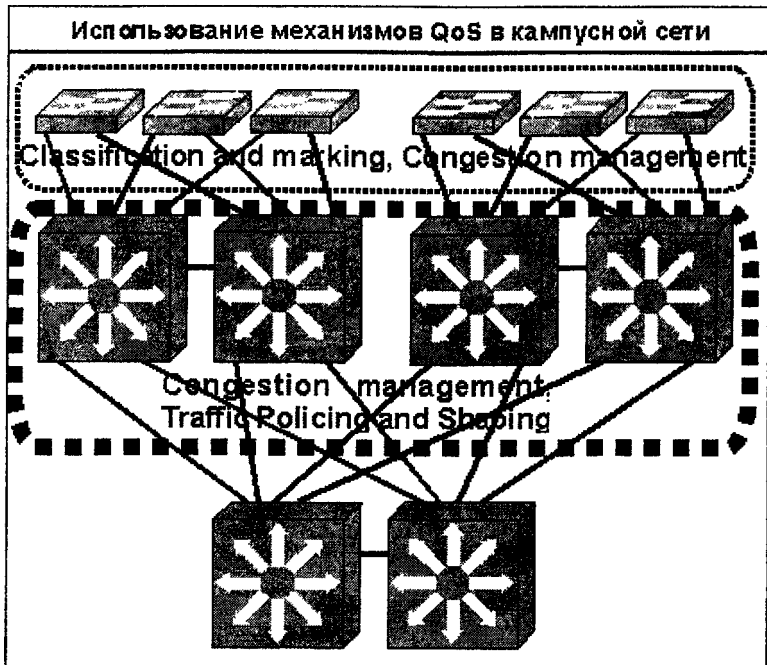 Использование механизмов QoS в кампусной сети
Classification and marking, Congestion management
Congestion management,
Traffic Policing and Shaping